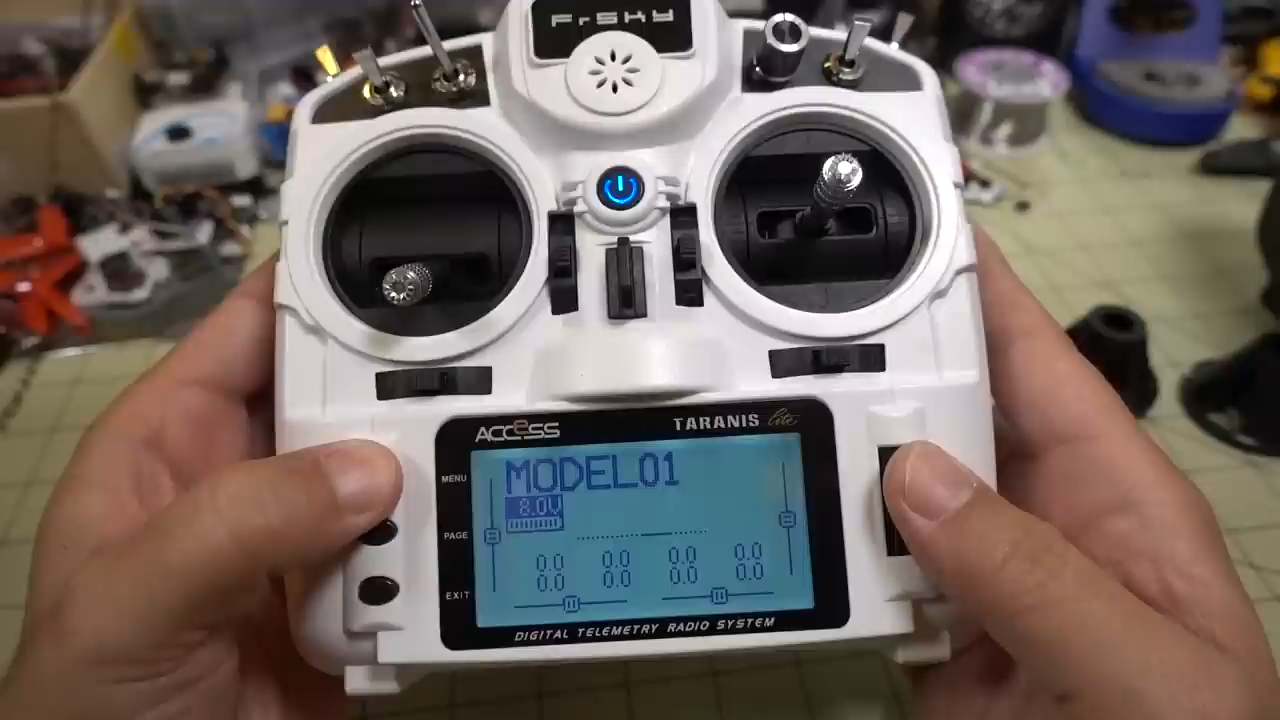 FrSKY
ACCESS
TARANIS lite
MENU
PAGE
EXIT
MODEL01
8.0V
0.0 0.0 0.0 0.0
0.0 0.0 0.0 0.0
DIGITAL TELEMETRY RADIO SYSTEM